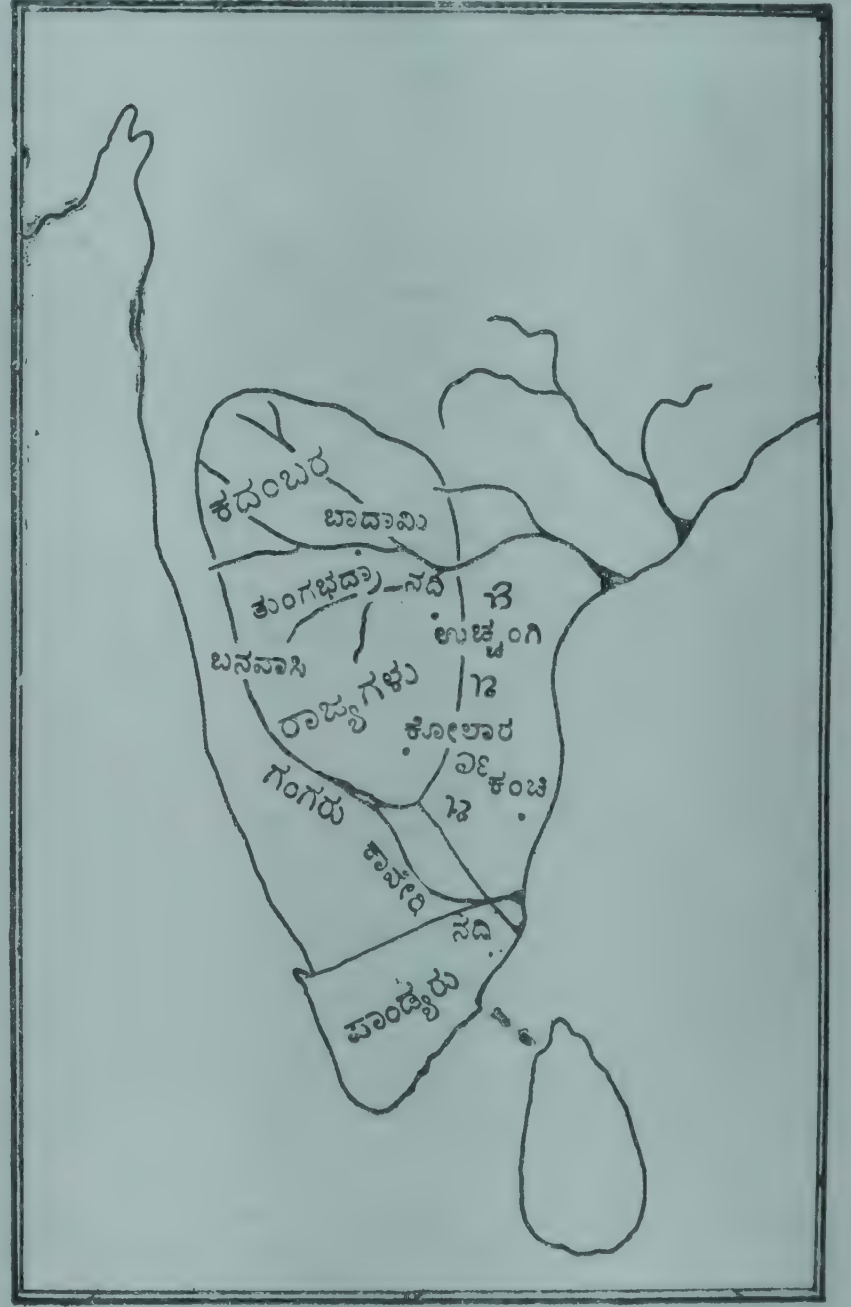 ಕದಂಬರ
ಬಾದಾಮಿ
ತುಂಗಭದ್ರಾ ನದಿ
ಉಚ್ಚಂಗಿ
ಬನವಾಸಿ
ರಾಜ್ಯಗಳು
ಕೋಲಾರ
ಕಂಚಿ
ಗಂಗರು
ಕಾವೇರಿ
ನದಿ
ಪಾಂಡ್ಯರು